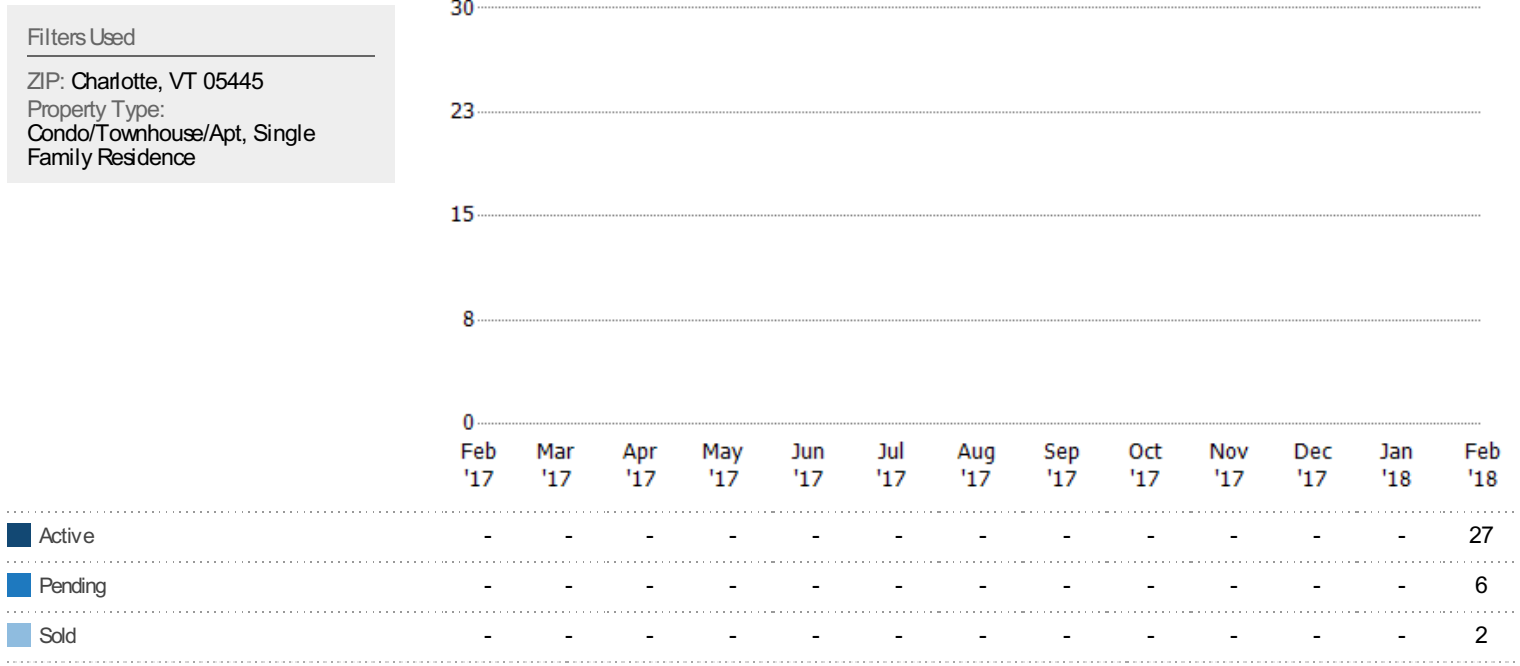 Filters Used
ZIP: Charlotte, VT 05445
Property Type:
Condo/Townhouse/Apt, Single
Family Residence
30
23
15
8
0
Feb Mar Apr May Jun Jul Aug Sep Oct Nov Dec Jan Feb
'17 '17 '17 '17 '17 '17 '17 '17 '17 '17 '17 '18 '18
Active - - - - - - - - - - - - 27
Pending - - - - - - - - - - - - 6
Sold - - - - - - - - - - - - 2